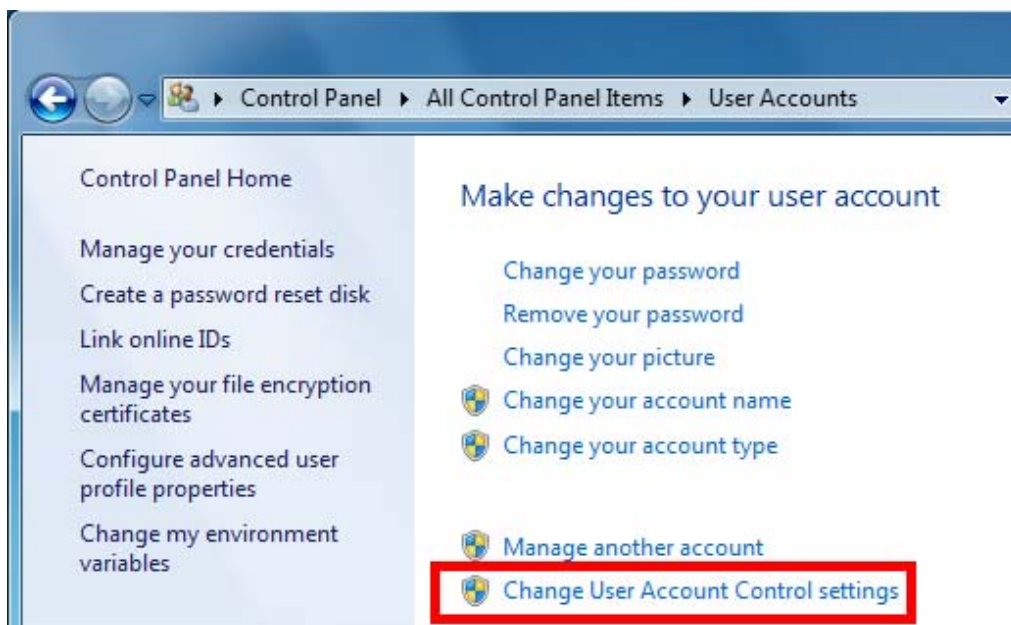 Control Panel All Control Panel Items User Accounts
Control Panel Home
Manage your credentials
Create a password reset disk
Link online IDs
Manage your file encryption
certificates
Configure advanced user
profile properties
Change my environment
variables
Make changes to your user account
Change your password
Remove your password
Change your picture
Change your account name
Change your account type
Manage another account
Change User Account Control settings